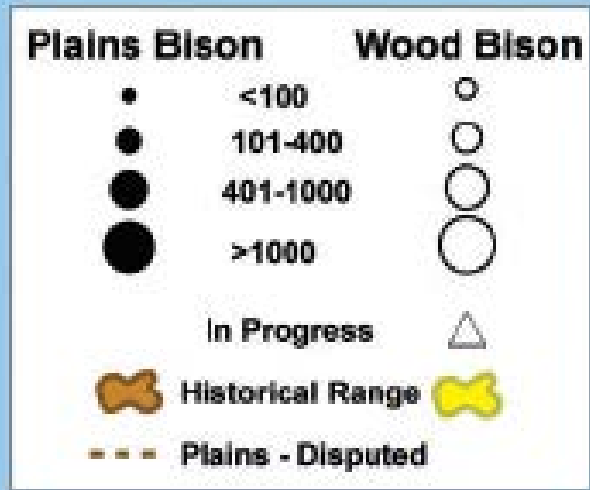 Plains Bison Wood Bison
<100
101-400
401-1000
>1000
In Progress
Historical Range
Plains - Disputed